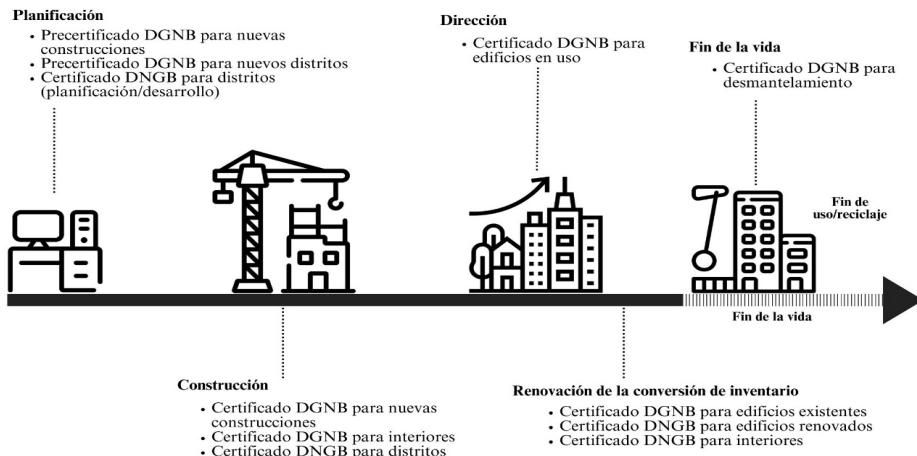 Planificación
• Precertificado DGNB para nuevas
construcciones
• Precertificado DGNB para nuevos distritos
• Certificado DNGB para distritos
(planificación/desarrollo)
Dirección
• Certificado DGNB para
edificios en uso
Fin de la vida
• Certificado DGNB para
desmantelamiento
Fin de
uso/reciclaje
Fin de la vida
Construcción
• Certificado DGNB para nuevas
construcciones
• Certificado DGNB para interiores
• Certificado DGNB para distritos
Renovación de la conversión de inventario
• Certificado DGNB para edificios existentes
• Certificado DNGB para edificios renovados
• Certificado DNGB para interiores